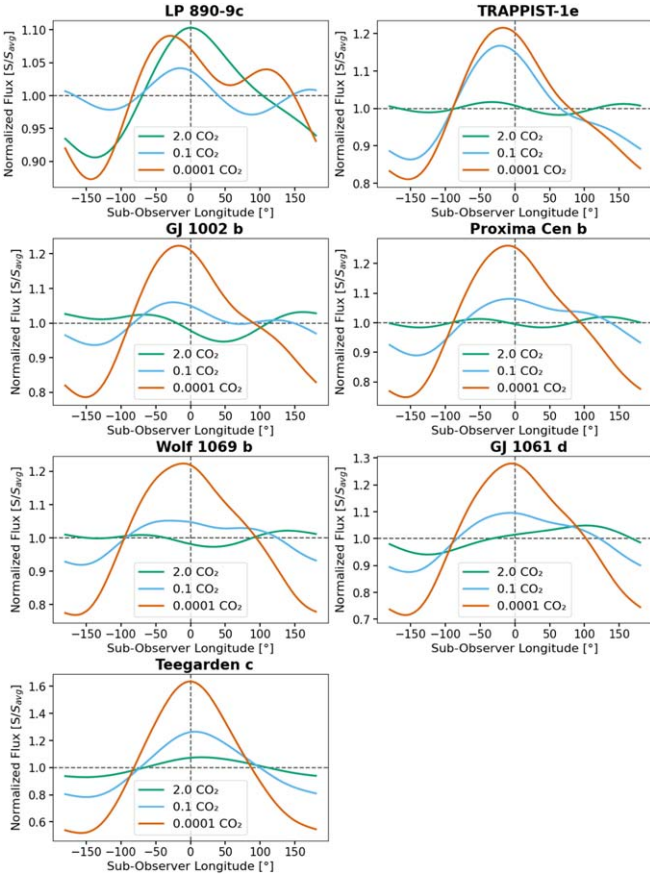 LP 890-9c
Normalized Flux [S/Savg]
1.10
1.05
1.00
0.95
0.90
2.0 CO₂
0.1 CO₂
0.0001 CO₂
−150 −100 −50 0 50 100 150
Sub-Observer Longitude [°]
TRAPPIST-1e
Normalized Flux [S/Savg]
1.2
1.1
1.0
0.9
0.8
2.0 CO₂
0.1 CO₂
0.0001 CO₂
−150 −100 −50 0 50 100 150
Sub-Observer Longitude [°]
GJ 1002 b
Normalized Flux [S/Savg]
1.2
1.1
1.0
0.9
0.8
2.0 CO₂
0.1 CO₂
0.0001 CO₂
−150 −100 −50 0 50 100 150
Sub-Observer Longitude [°]
Proxima Cen b
Normalized Flux [S/Savg]
1.2
1.1
1.0
0.9
0.8
2.0 CO₂
0.1 CO₂
0.0001 CO₂
−150 −100 −50 0 50 100 150
Sub-Observer Longitude [°]
Wolf 1069 b
Normalized Flux [S/Savg]
1.2
1.1
1.0
0.9
0.8
2.0 CO₂
0.1 CO₂
0.0001 CO₂
−150 −100 −50 0 50 100 150
Sub-Observer Longitude [°]
GJ 1061 d
Normalized Flux [S/Savg]
1.3
1.2
1.1
1.0
0.9
0.8
0.7
2.0 CO₂
0.1 CO₂
0.0001 CO₂
−150 −100 −50 0 50 100 150
Sub-Observer Longitude [°]
Teegarden c
Normalized Flux [S/Savg]
1.6
1.4
1.2
1.0
0.8
0.6
2.0 CO₂
0.1 CO₂
0.0001 CO₂
−150 −100 −50 0 50 100 150
Sub-Observer Longitude [°]